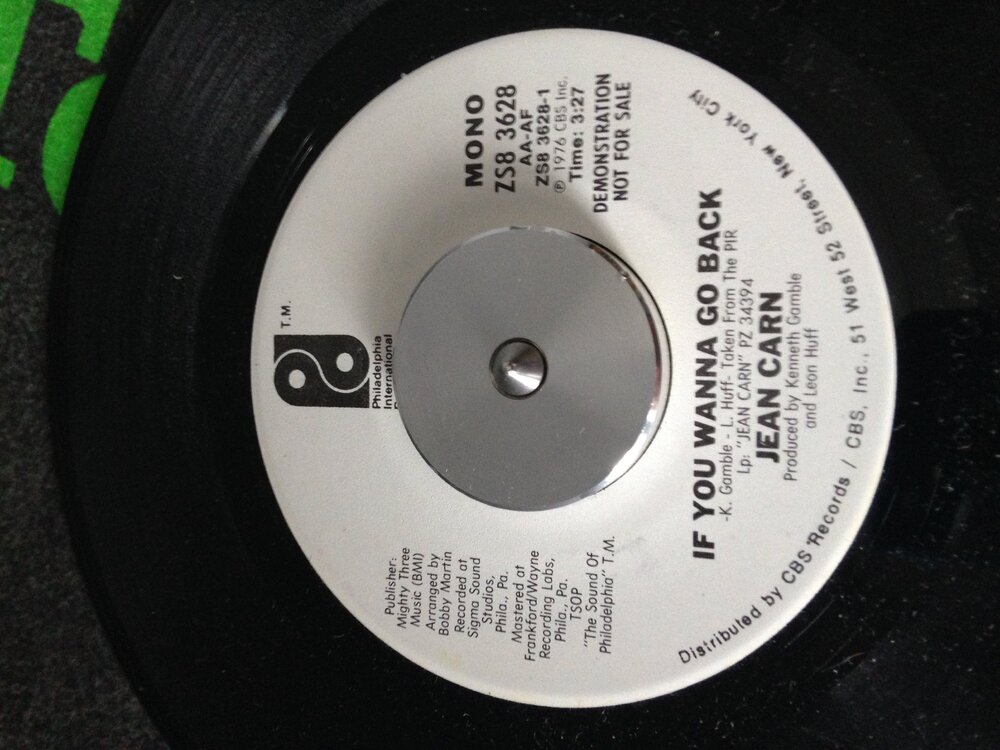 T.M.
Philadelphia
International
Publisher:
Mighty Three
Music (BMI)
Arranged by
Bobby Martin
Recorded at
Sigma Sound
Studios,
Phila., Pa.
Mastered at
Frankford/Wayne
Recording Labs,
Phila., Pa.
TSOP
"The Sound Of
Philadelphia" T.M.
MONO
ZS8 3628
AA-AF
ZS8 3628-1
℗ 1976 CBS Inc.
Time: 3:27
DEMONSTRATION
NOT FOR SALE
IF YOU WANNA GO BACK
-K. Gamble - L. Huff- Taken From The PIR
Lp: "JEAN CARN" PZ 34394
JEAN CARN
Produced by Kenneth Gamble
and Leon Huff
Distributed by CBS Records / CBS, Inc., 51 West 52 Street, New York City